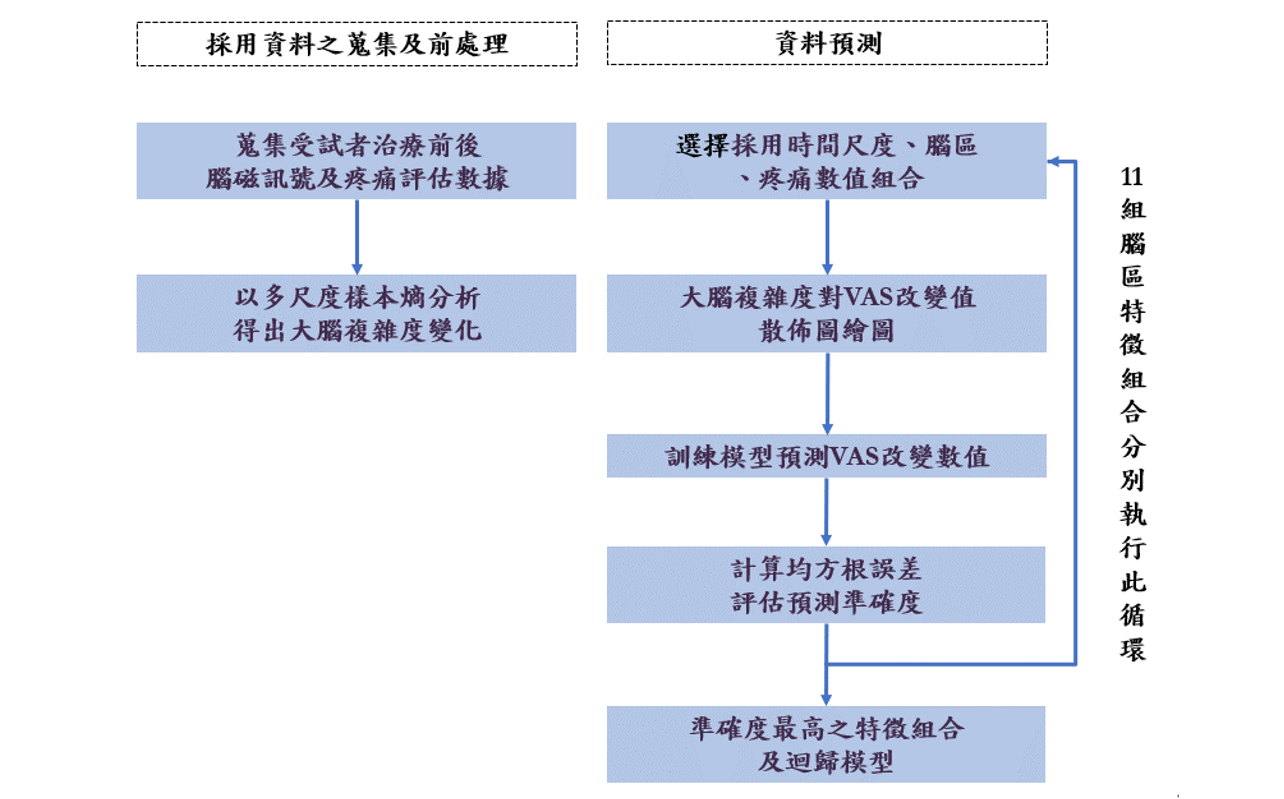 採用資料之蒐集及前處理
資料預測
蒐集受試者治療前後
腦磁訊號及疼痛評估數據
以多尺度樣本熵分析
得出大腦複雜度變化
選擇採用時間尺度、腦區
、疼痛數值組合
大腦複雜度對VAS改變值
散佈圖繪圖
訓練模型預測VAS改變數值
計算均方根誤差
評估預測準確度
準確度最高之特徵組合
及迴歸模型
11組腦區特徵組合分別執行此循環